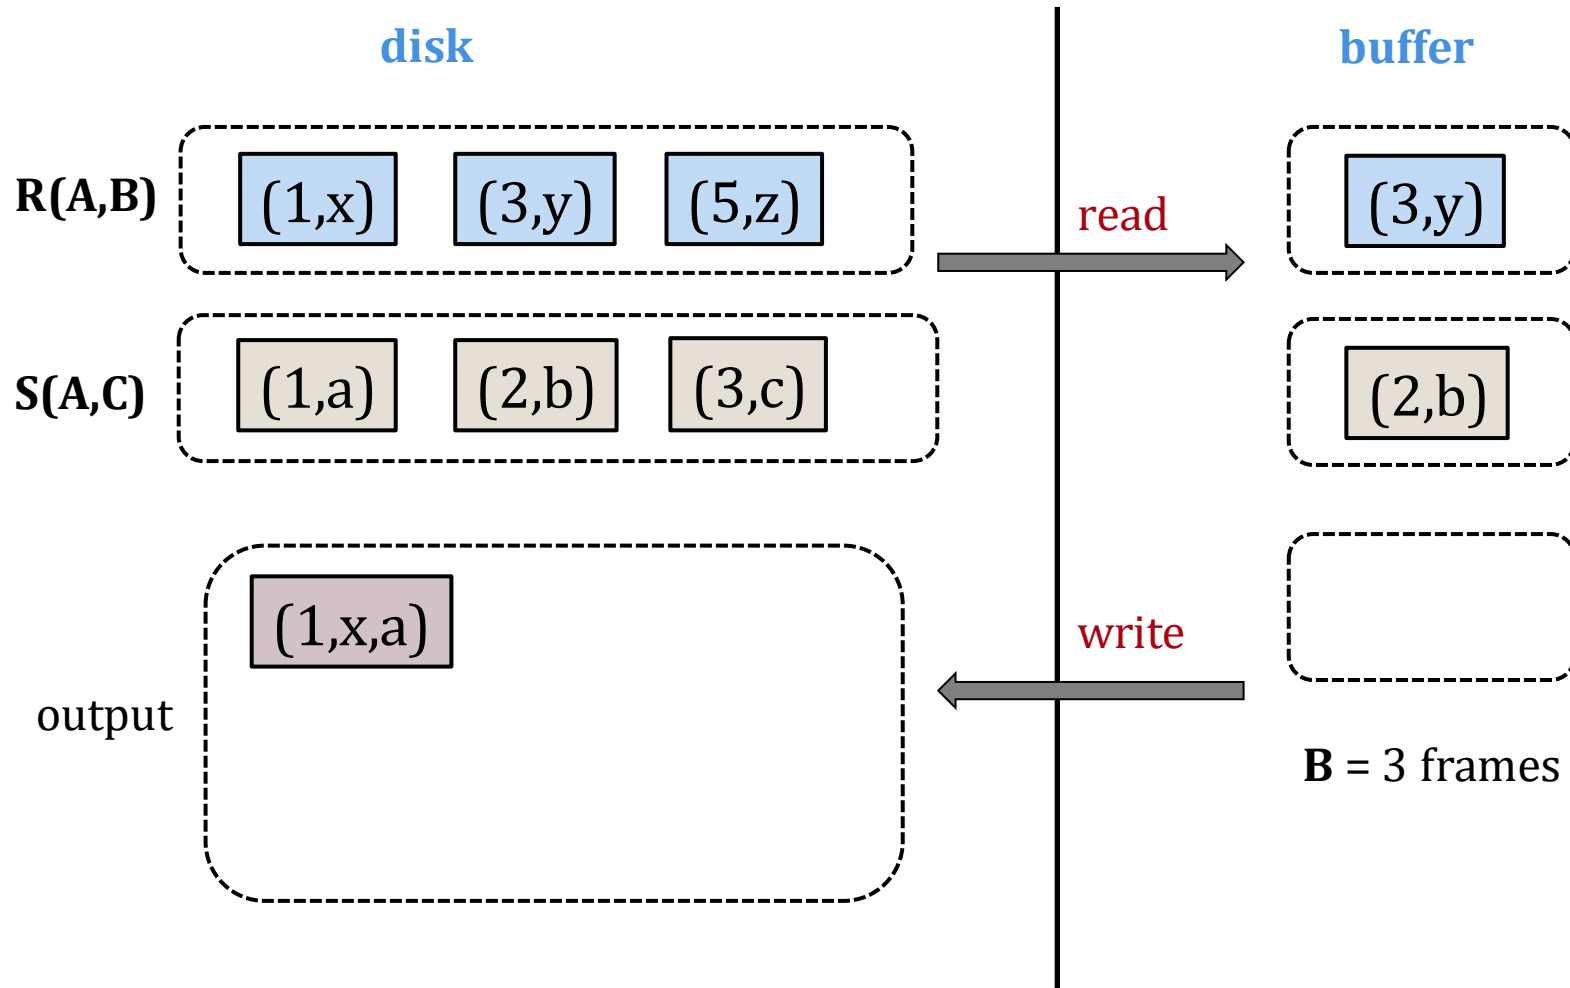 disk
buffer
R(A,B)
(1,x)
(3,y)
(5,z)
read
(3,y)
S(A,C)
(1,a)
(2,b)
(3,c)
(2,b)
output
(1,x,a)
write
B = 3 frames